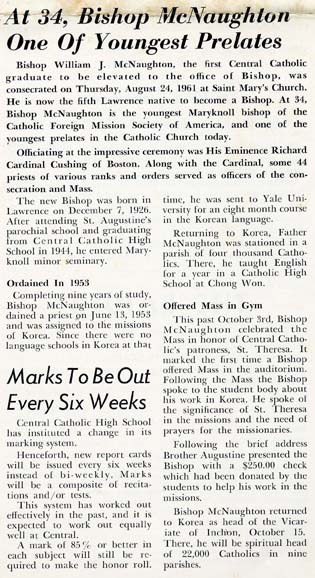 At 34, Bishop McNaughton
One Of Youngest Prelates
Bishop William J. McNaughton, the first Central Catholic
graduate to be elevated to the office of Bishop, was
consecrated on Thursday, August 24, 1961 at Saint Mary's Church.
He is now the fifth Lawrence native to become a Bishop. At 34,
Bishop McNaughton is the youngest Maryknoll bishop of the
Catholic Foreign Mission Society of America, and one of the
youngest prelates in the Catholic Church today.
Officiating at the impressive ceremony was His Eminence Richard
Cardinal Cushing of Boston. Along with the Cardinal, some 44
priests of various ranks and orders served as officers of the con-
secration and Mass.
The new Bishop was born in
Lawrence on December 7, 1926.
After attending St. Augustine's
parochial school and graduating
from Central Catholic High
School in 1944, he entered Mary-
knoll minor seminary.
Ordained In 1953
Completing nine years of study,
Bishop McNaughton was or-
dained a priest on June 13, 1953
and was assigned to the missions
of Korea. Since there were no
language schools in Korea at that
time, he was sent to Yale Uni-
versity for an eight month course
in the Korean language.
Returning to Korea, Father
McNaughton was stationed in a
parish of four thousand Catho-
lics. There, he taught English
for a year in a Catholic High
School at Chong Won.
Offered Mass in Gym
This past October 3rd, Bishop
McNaughton celebrated the
Mass in honor of Central Catho-
lic's patroness, St. Theresa. It
marked the first time a Bishop
offered Mass in the auditorium.
Following the Mass the Bishop
spoke to the student body about
his work in Korea. He spoke of
the significance of St. Theresa
in the missions and the need of
prayers for the missionaries.
Following the brief address
Brother Augustine presented the
Bishop with a $250.00 check
which had been donated by the
students to help his work in the
missions.
Bishop McNaughton returned
to Korea as head of the Vicar-
iate of Inchon, October 15.
There, he will be spiritual head
of 22,000 Catholics in nine
parishes.
Marks To Be Out
Every Six Weeks
Central Catholic High School
has instituted a change in its
marking system.
Henceforth, new report cards
will be issued every six weeks
instead of bi-weekly. Marks
will be a composite of recita-
tions and/or tests.
This system has worked out
effectively in the past, and it is
expected to work out equally
well at Central.
A mark of 85% or better in
each subject will still be re-
quired to make the honor roll.